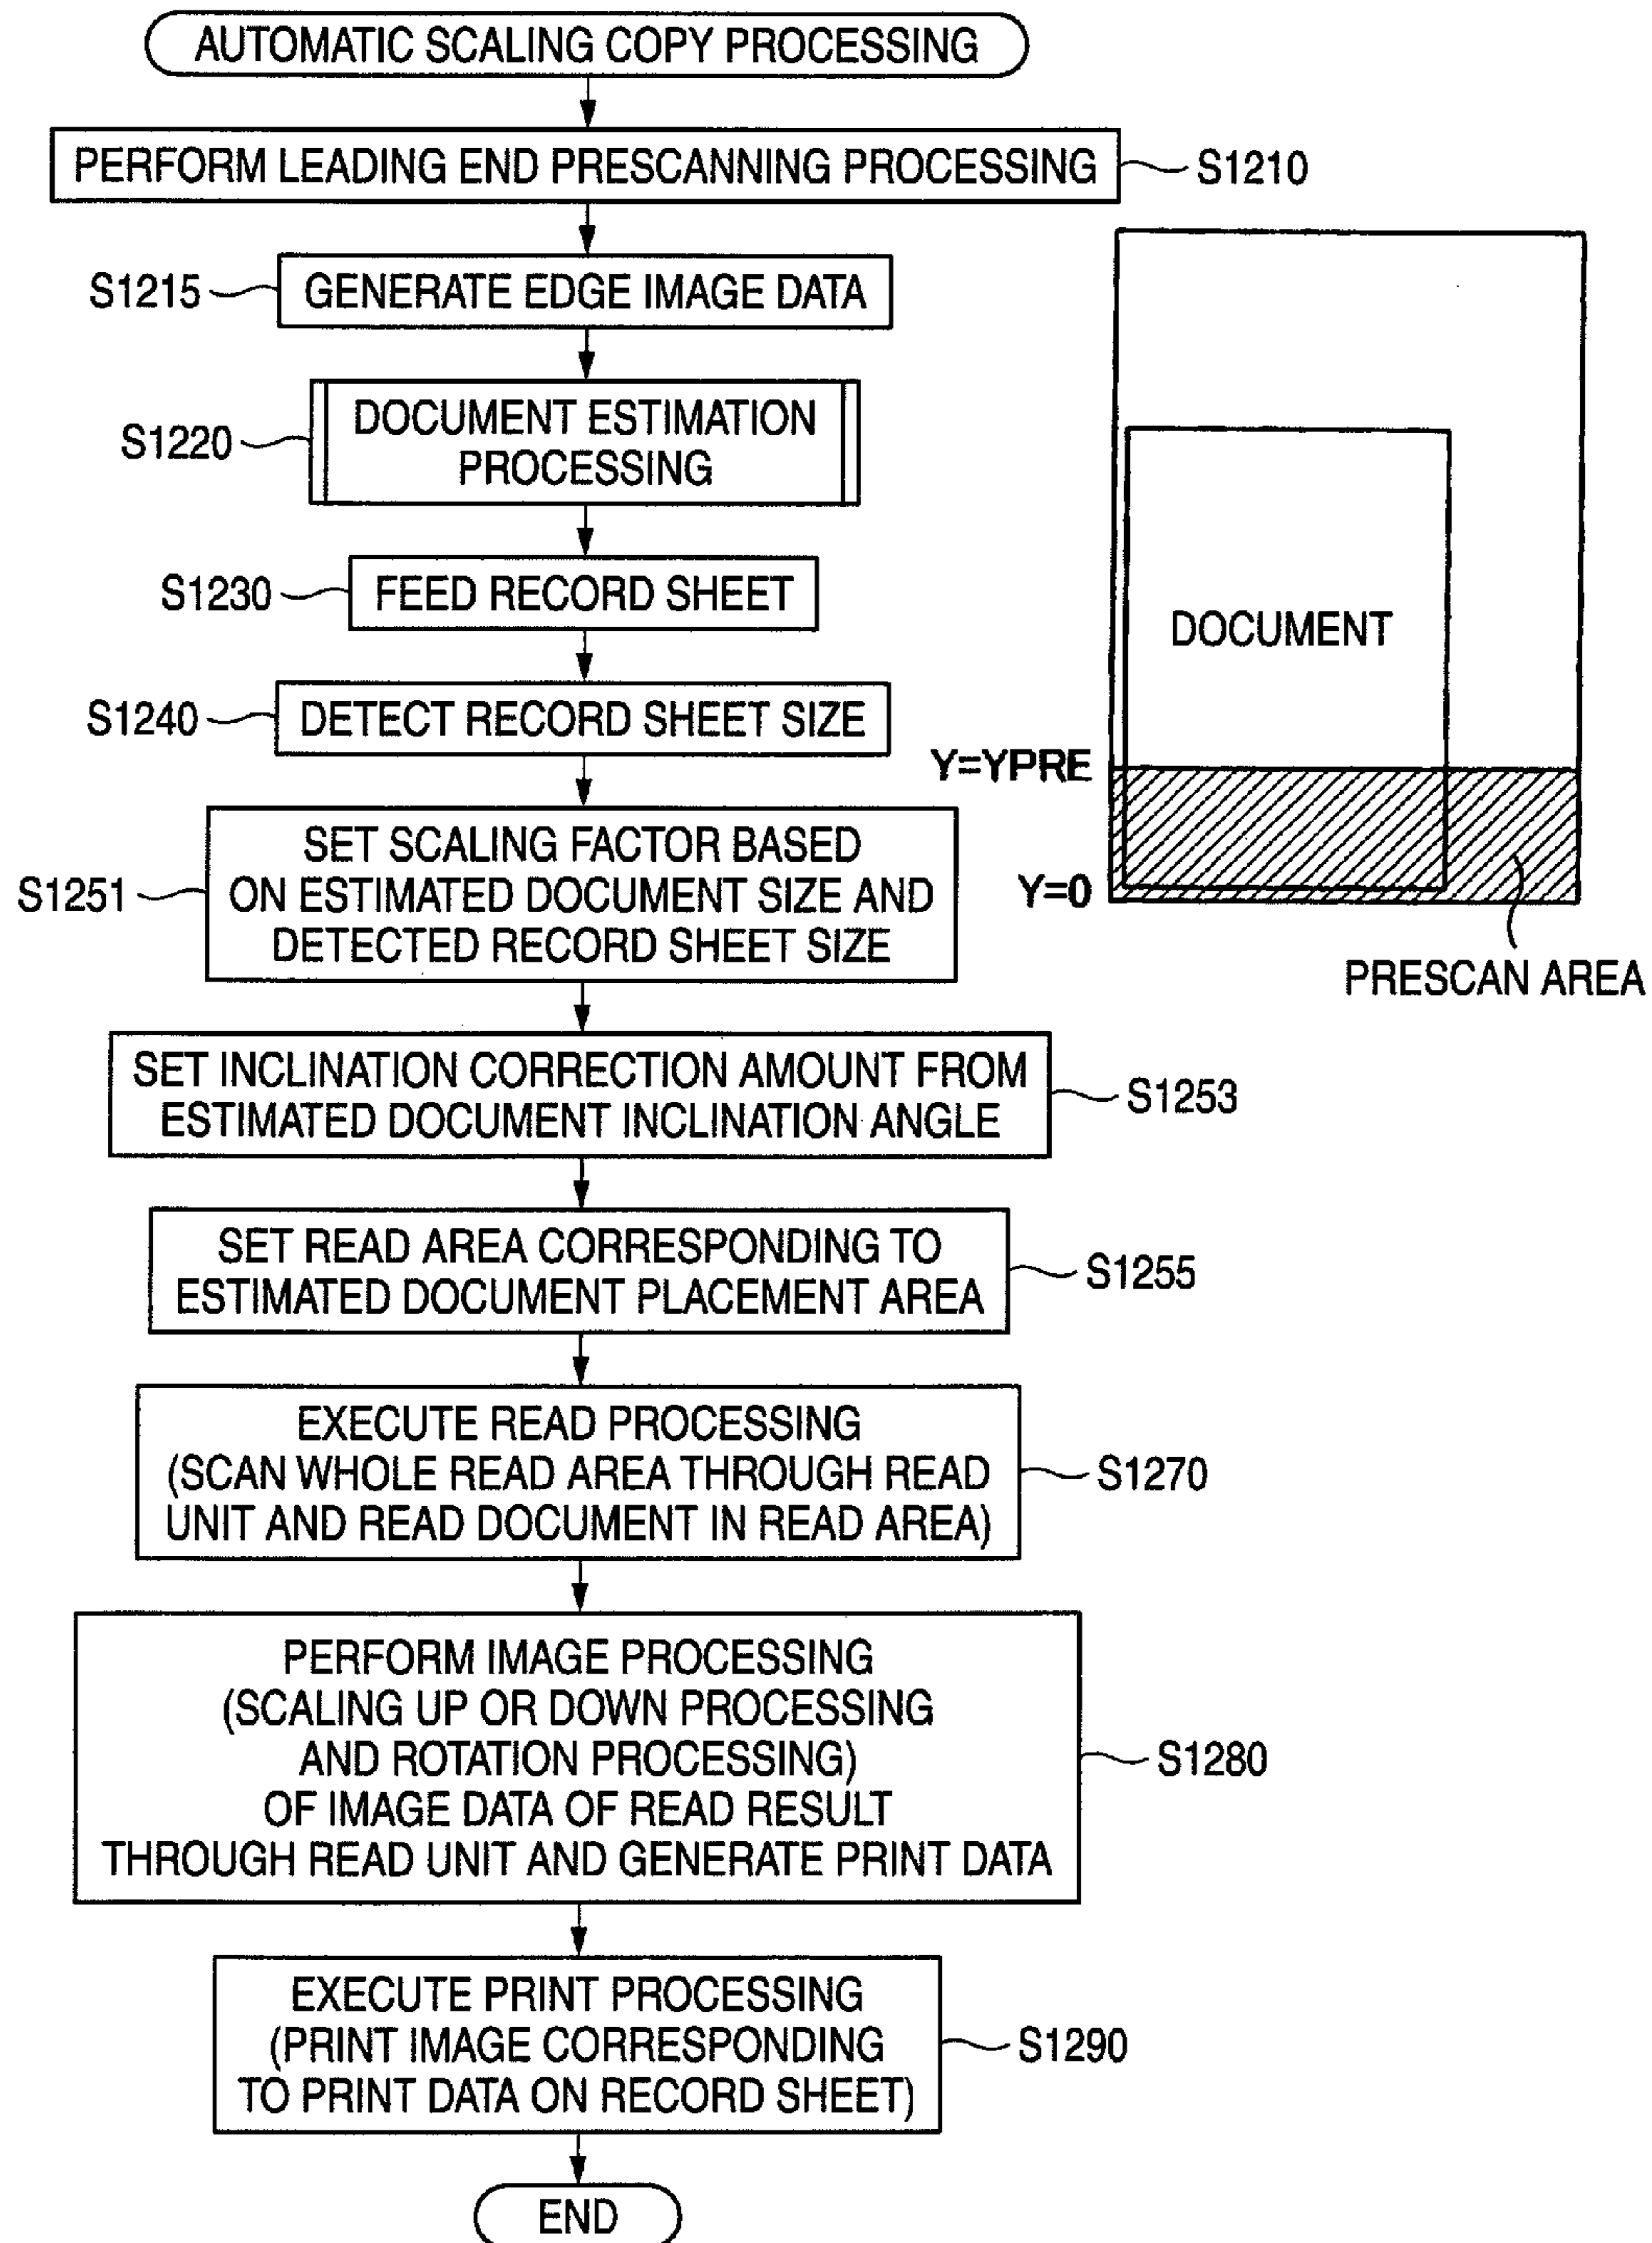 AUTOMATIC SCALING COPY PROCESSING
PERFORM LEADING END PRESCANNING PROCESSING
S1210
S1215
GENERATE EDGE IMAGE DATA
S1220
DOCUMENT ESTIMATION
PROCESSING
S1230
FEED RECORD SHEET
S1240
DETECT RECORD SHEET SIZE
S1251
SET SCALING FACTOR BASED
ON ESTIMATED DOCUMENT SIZE AND
DETECTED RECORD SHEET SIZE
SET INCLINATION CORRECTION AMOUNT FROM
ESTIMATED DOCUMENT INCLINATION ANGLE
S1253
SET READ AREA CORRESPONDING TO
ESTIMATED DOCUMENT PLACEMENT AREA
S1255
EXECUTE READ PROCESSING
(SCAN WHOLE READ AREA THROUGH READ
UNIT AND READ DOCUMENT IN READ AREA)
S1270
PERFORM IMAGE PROCESSING
(SCALING UP OR DOWN PROCESSING
AND ROTATION PROCESSING)
OF IMAGE DATA OF READ RESULT
THROUGH READ UNIT AND GENERATE PRINT DATA
S1280
EXECUTE PRINT PROCESSING
(PRINT IMAGE CORRESPONDING
TO PRINT DATA ON RECORD SHEET)
S1290
END
DOCUMENT
Y=YPRE
Y=0
PRESCAN AREA